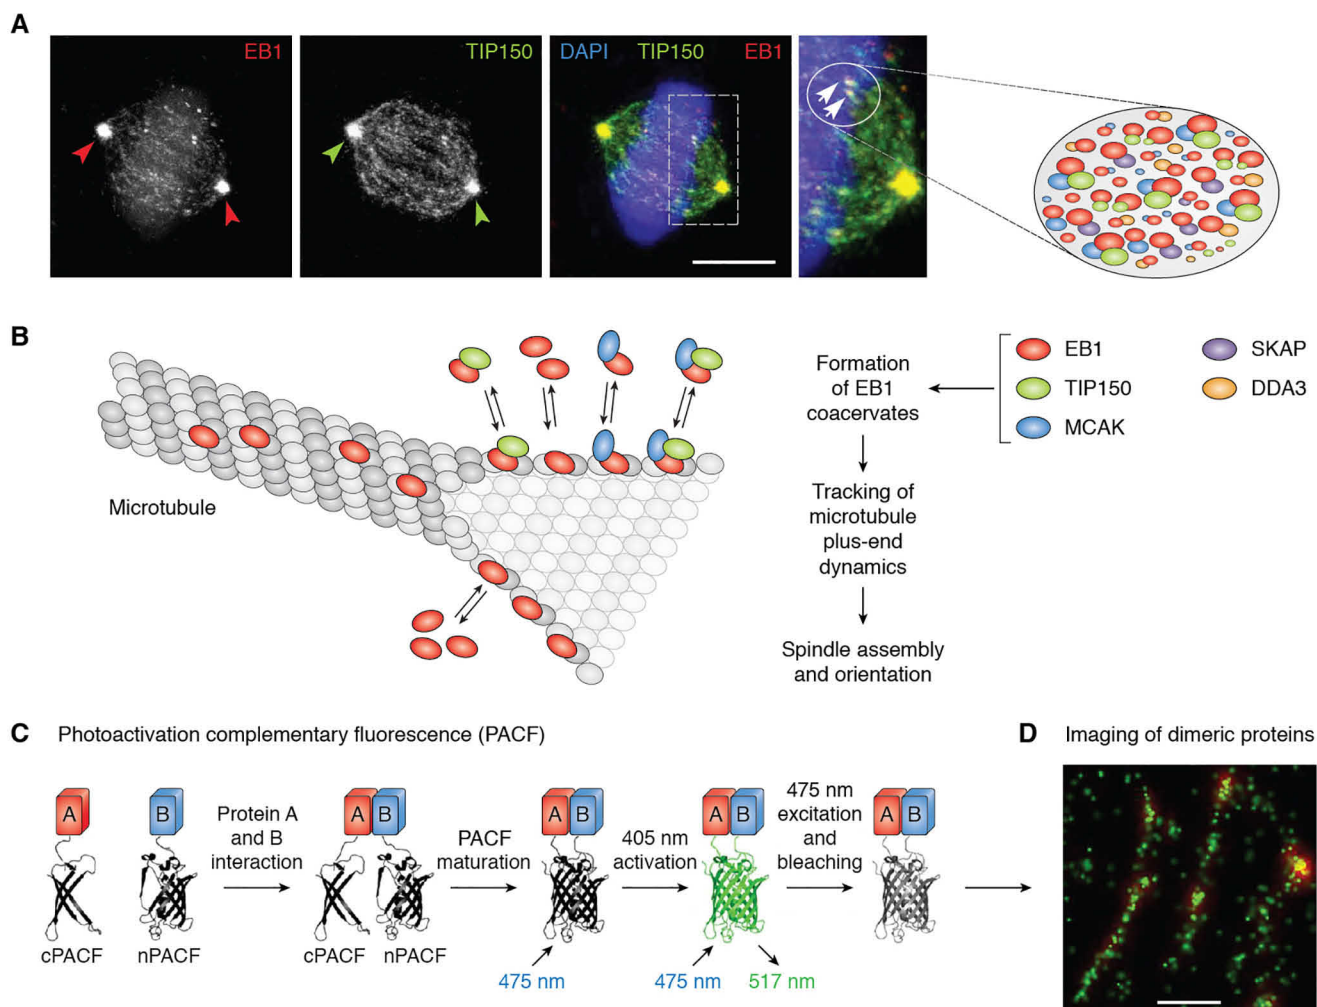 A
EB1
TIP150
DAPI TIP150 EB1
B
Microtubule
Formation
of EB1
coacervates
Tracking of
microtubule
plus-end
dynamics
Spindle assembly
and orientation
EB1
TIP150
MCAK
SKAP
DDA3
C Photoactivation complementary fluorescence (PACF)
A
B
cPACF
nPACF
Protein A
and B
interaction
A B
cPACF nPACF
PACF
maturation
A B
475 nm
405 nm
activation
A B
475 nm
517 nm
475 nm
excitation
and
bleaching
A B
D Imaging of dimeric proteins